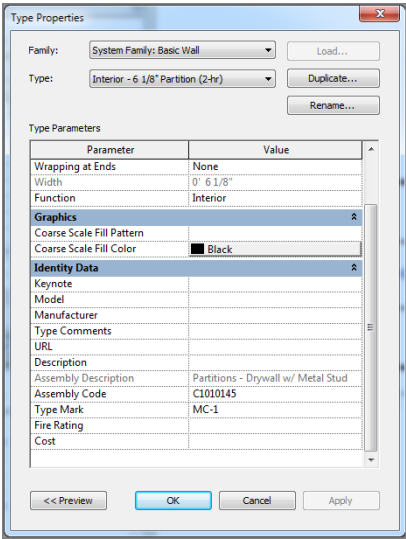 Type Properties
Family: System Family: Basic Wall Load...
Type: Interior - 6 1/8" Partition (2-hr) Duplicate...
Rename...
Type Parameters
Parameter Value
Wrapping at Ends None
Width 0' 6 1/8"
Function Interior
Graphics
Coarse Scale Fill Pattern
Coarse Scale Fill Color Black
Identity Data
Keynote
Model
Manufacturer
Type Comments
URL
Description
Assembly Description Partitions - Drywall w/ Metal Stud
Assembly Code C1010145
Type Mark MC-1
Fire Rating
Cost
<< Preview OK Cancel Apply